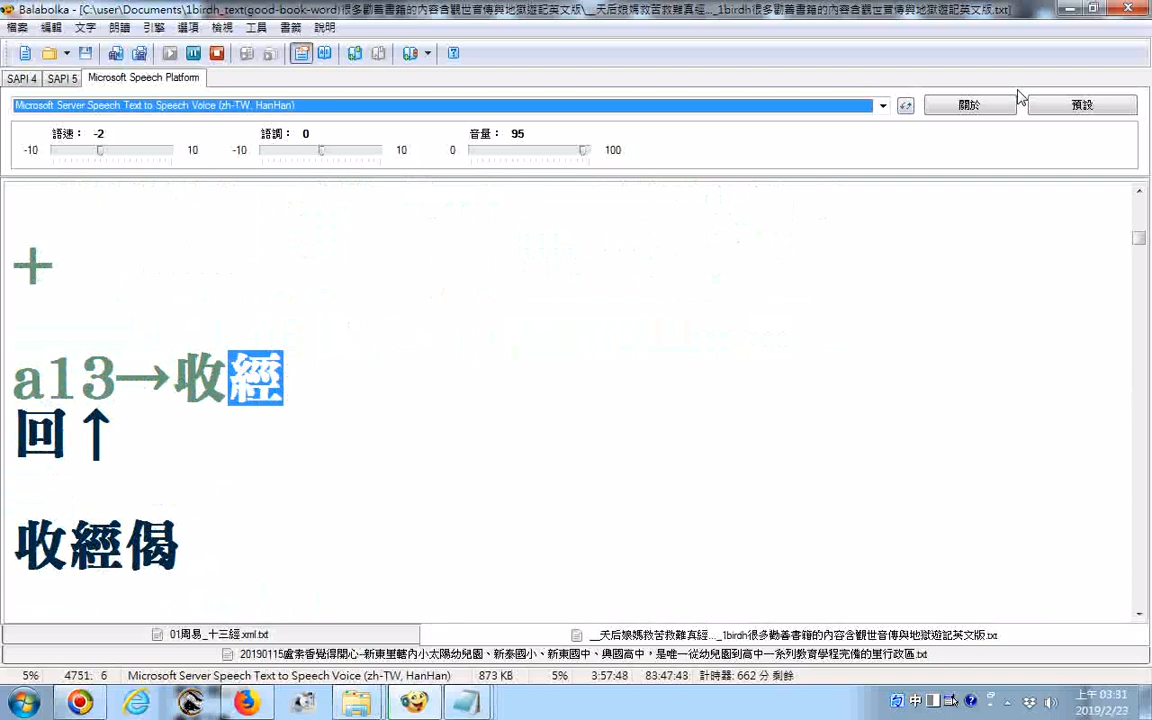 Balabolka - [C:\user\Documents\1birdh_text(good-book-word)很多勸善書籍的內容含觀世音傳與地獄遊記英文版\__天后娘媽救苦救難真經..._1birdh很多勸善書籍的內容含觀世音傳與地獄遊記英文版.txt]
檔案 編輯 文字 朗讀 引擎 選項 檢視 工具 書籤 說明
SAPI 4 SAPI 5 Microsoft Speech Platform
Microsoft Server Speech Text to Speech Voice (zh-TW, HanHan)
關於 預設
語速： -2 語調： 0 音量： 95
-10 10 -10 10 0 100
+
a13→收經
回↑
收經偈
01周易_十三經.xml.txt
__天后娘媽救苦救難真經..._1birdh很多勸善書籍的內容含觀世音傳與地獄遊記英文版.txt
20190115盧素香覺得開心-新東里轄內小太陽幼兒園、新泰國小、新東國中、興國高中，是唯一從幼兒園到高中一系列教育學程完備的里行政區.txt
5% 4751: 6 Microsoft Server Speech Text to Speech Voice (zh-TW, HanHan) 873 KB 5% 3:57:48 83:47:43 計時器: 662 分 剩餘
中
上午 03:31
2019/2/23